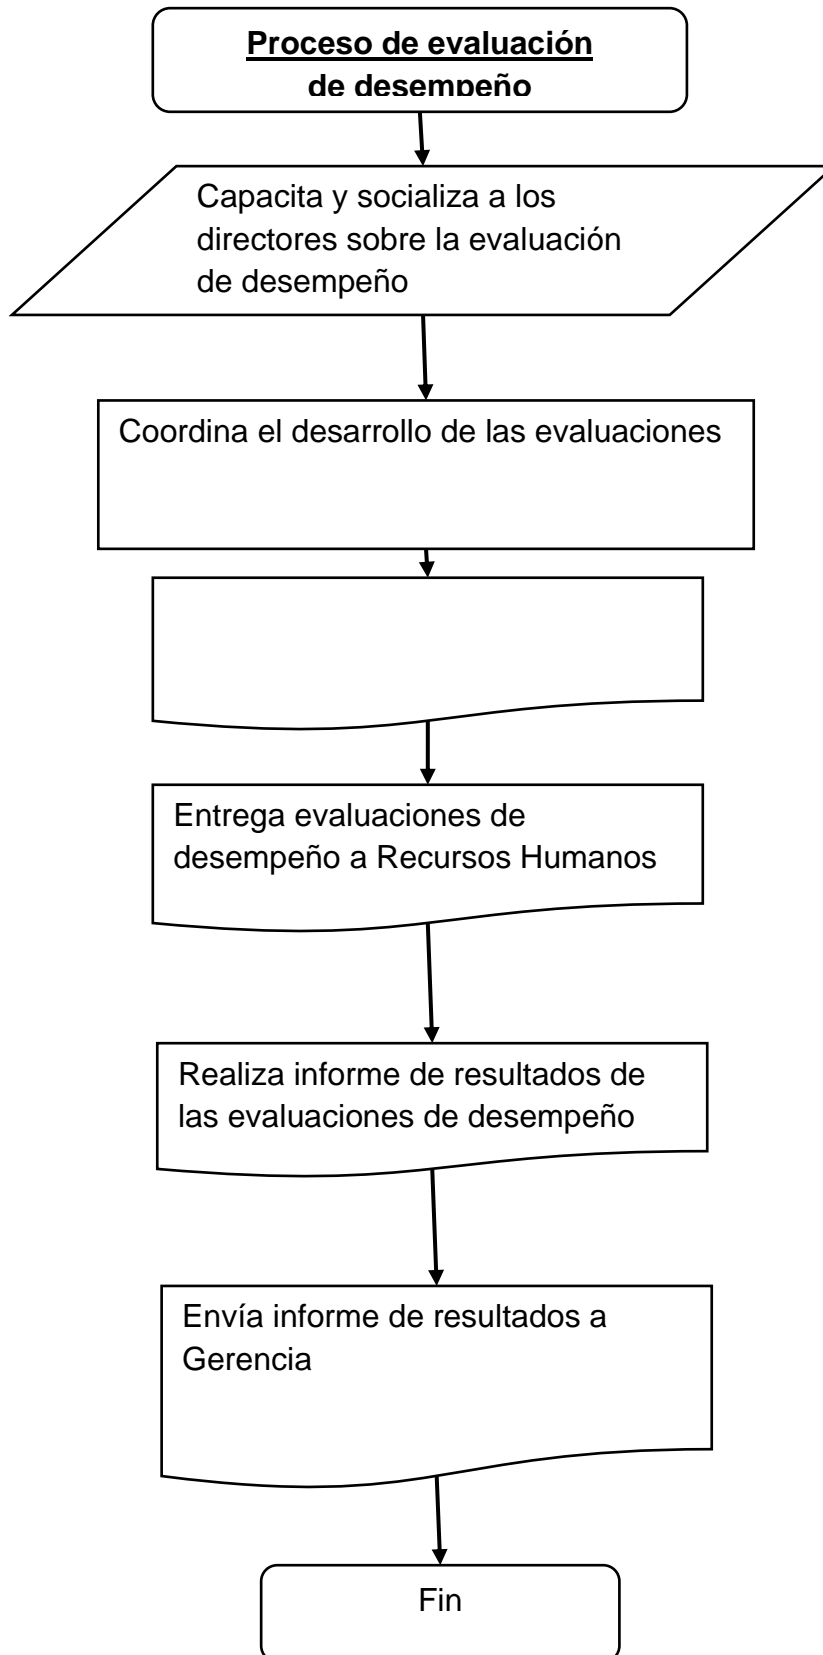 Proceso de evaluación
de desempeño
Capacita y socializa a los
directores sobre la evaluación
de desempeño
Coordina el desarrollo de las evaluaciones
Entrega evaluaciones de
desempeño a Recursos Humanos
Realiza informe de resultados de
las evaluaciones de desempeño
Envía informe de resultados a
Gerencia
Fin